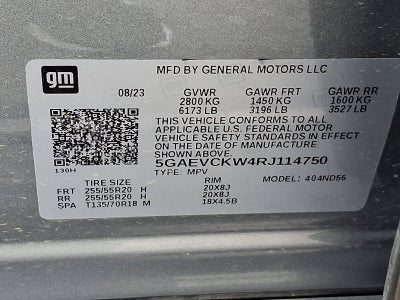 gm
MFD BY GENERAL MOTORS LLC
08/23 GVWR GAWR FRT GAWR RR
2800 KG 1450 KG 1600 KG
6173 LB 3196 LB 3527 LB
THIS VEHICLE CONFORMS TO ALL APPLICABLE
U.S. FEDERAL MOTOR
VEHICLE SAFETY STANDARDS IN EFFECT
ON THE DATE OF MANUFACTURE
SHOWN ABOVE.
5GAEVCKW4RJ114750
130H TYPE: MPV MODEL: 404ND56
TIRE SIZE RIM
FRT 255/55R20 H 20X8J
RR 255/55R20 H 20X8J
SPA T135/70R18 M 18X4.5B